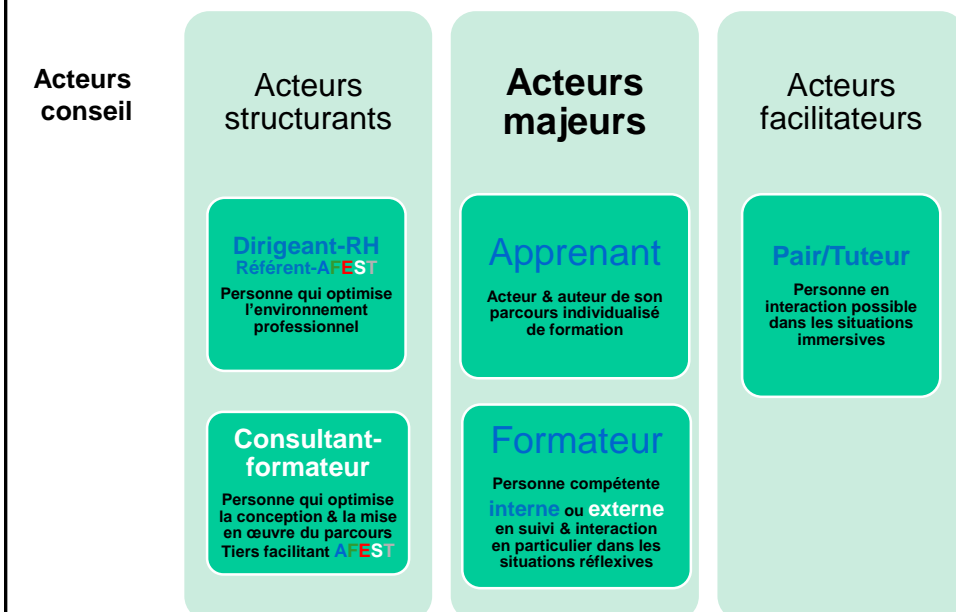 Acteurs
conseil
Acteurs
structurants
Dirigeant-RH
Référent-AFEST
Personne qui optimise
l'environnement
professionnel
Consultant-
formateur
Personne qui optimise
la conception & la mise
en œuvre du parcours
Tiers facilitant AFEST
Acteurs
majeurs
Apprenant
Acteur & auteur de son
parcours individualisé
de formation
Formateur
Personne compétente
interne ou externe
en suivi & interaction
en particulier dans les
situations réflexives
Acteurs
facilitateurs
Pair/Tuteur
Personne en
interaction possible
dans les situations
immersives